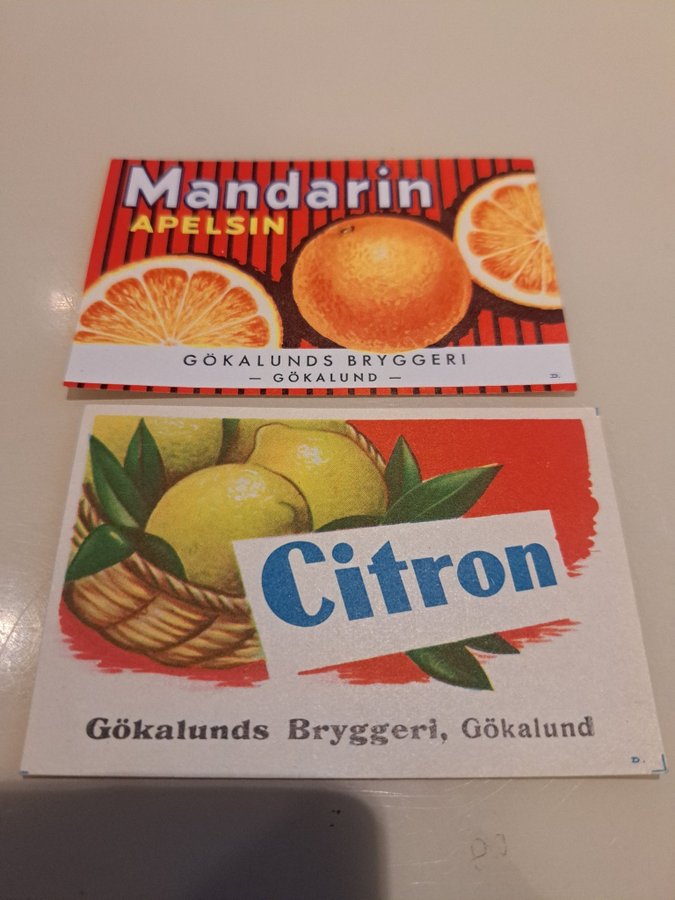 Mandarin
APELSIN
GÖKALUNDS BRYGGERI
— GÖKALUND —
D.
Citron
Gökalunds Bryggeri, Gökalund
D.